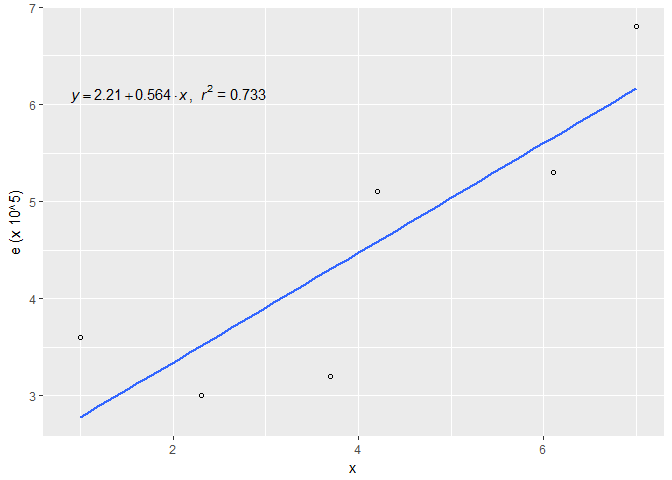 7
y = 2.21 + 0.564 · x, r² = 0.733
6
5
4
3
e (x 10^5)
2 4 6
x